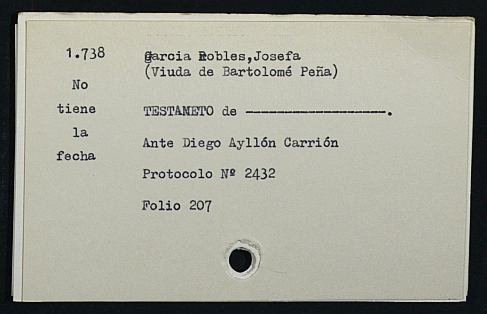 1.738
No
tiene
la
fecha
Garcia Robles,Josefa
(Viuda de Bartolomé Peña)
TESTAMETO de ------------------.
Ante Diego Ayllón Carrión
Protocolo Nº 2432
Folio 207